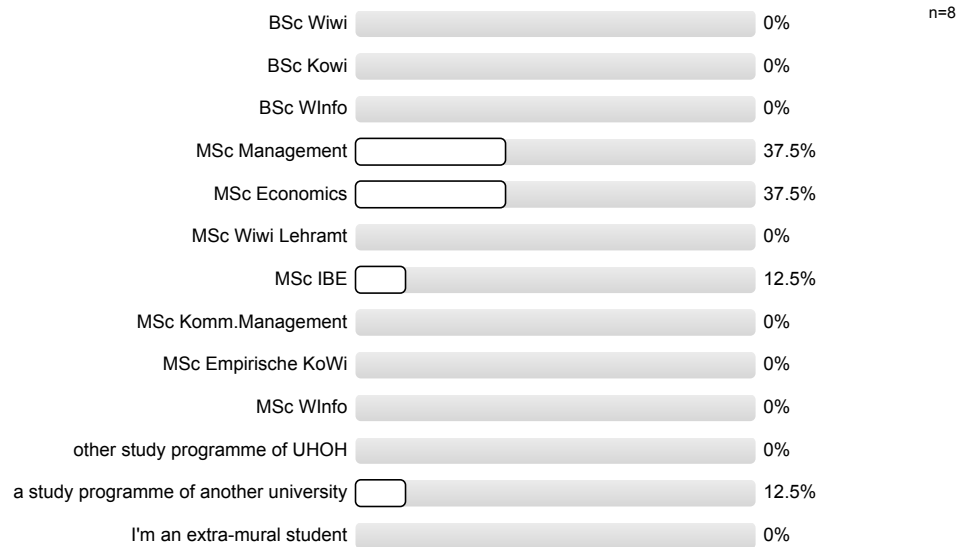 BSc Wiwi 0% n=8
BSc Kowi 0%
BSc WInfo 0%
MSc Management 37.5%
MSc Economics 37.5%
MSc Wiwi Lehramt 0%
MSc IBE 12.5%
MSc Komm.Management 0%
MSc Empirische KoWi 0%
MSc WInfo 0%
other study programme of UHOH 0%
a study programme of another university 12.5%
I'm an extra-mural student 0%